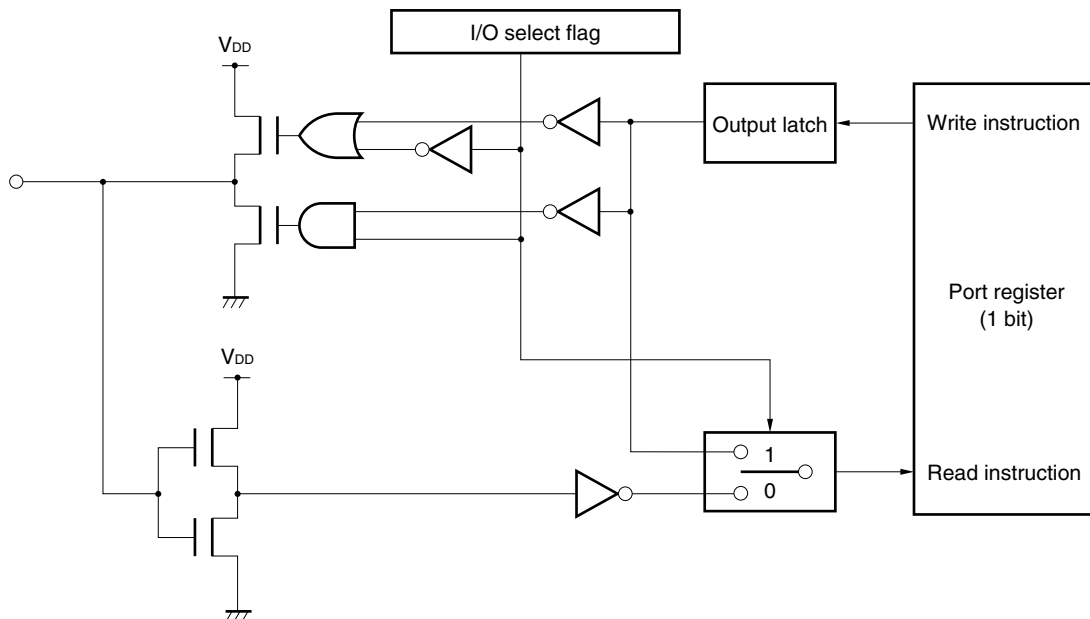 I/O select flag
VDD
Output latch
Write instruction
Port register
(1 bit)
VDD
1
0
Read instruction